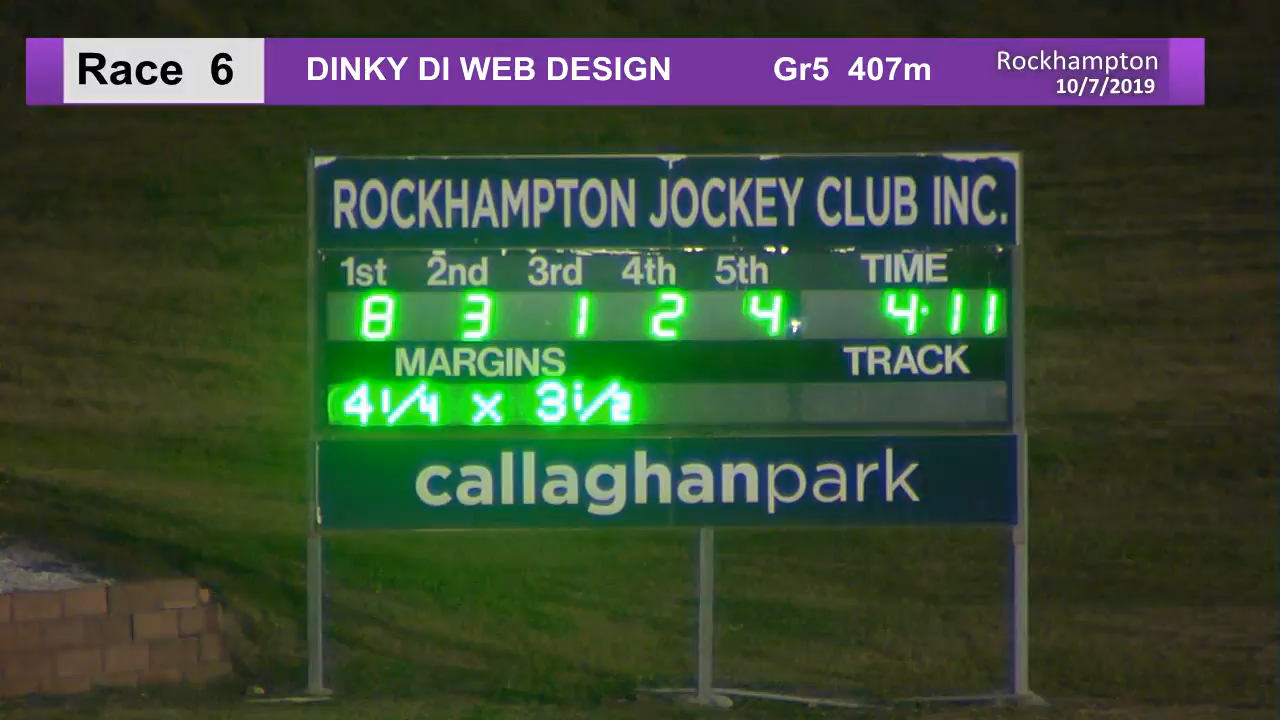 Race 6 DINKY DI WEB DESIGN Gr5 407m Rockhampton
10/7/2019
ROCKHAMPTON JOCKEY CLUB INC.
1st 2nd 3rd 4th 5th TIME
8 3 1 2 4 4·11
MARGINS TRACK
4 1/4 x 3 1/2
callaghanpark